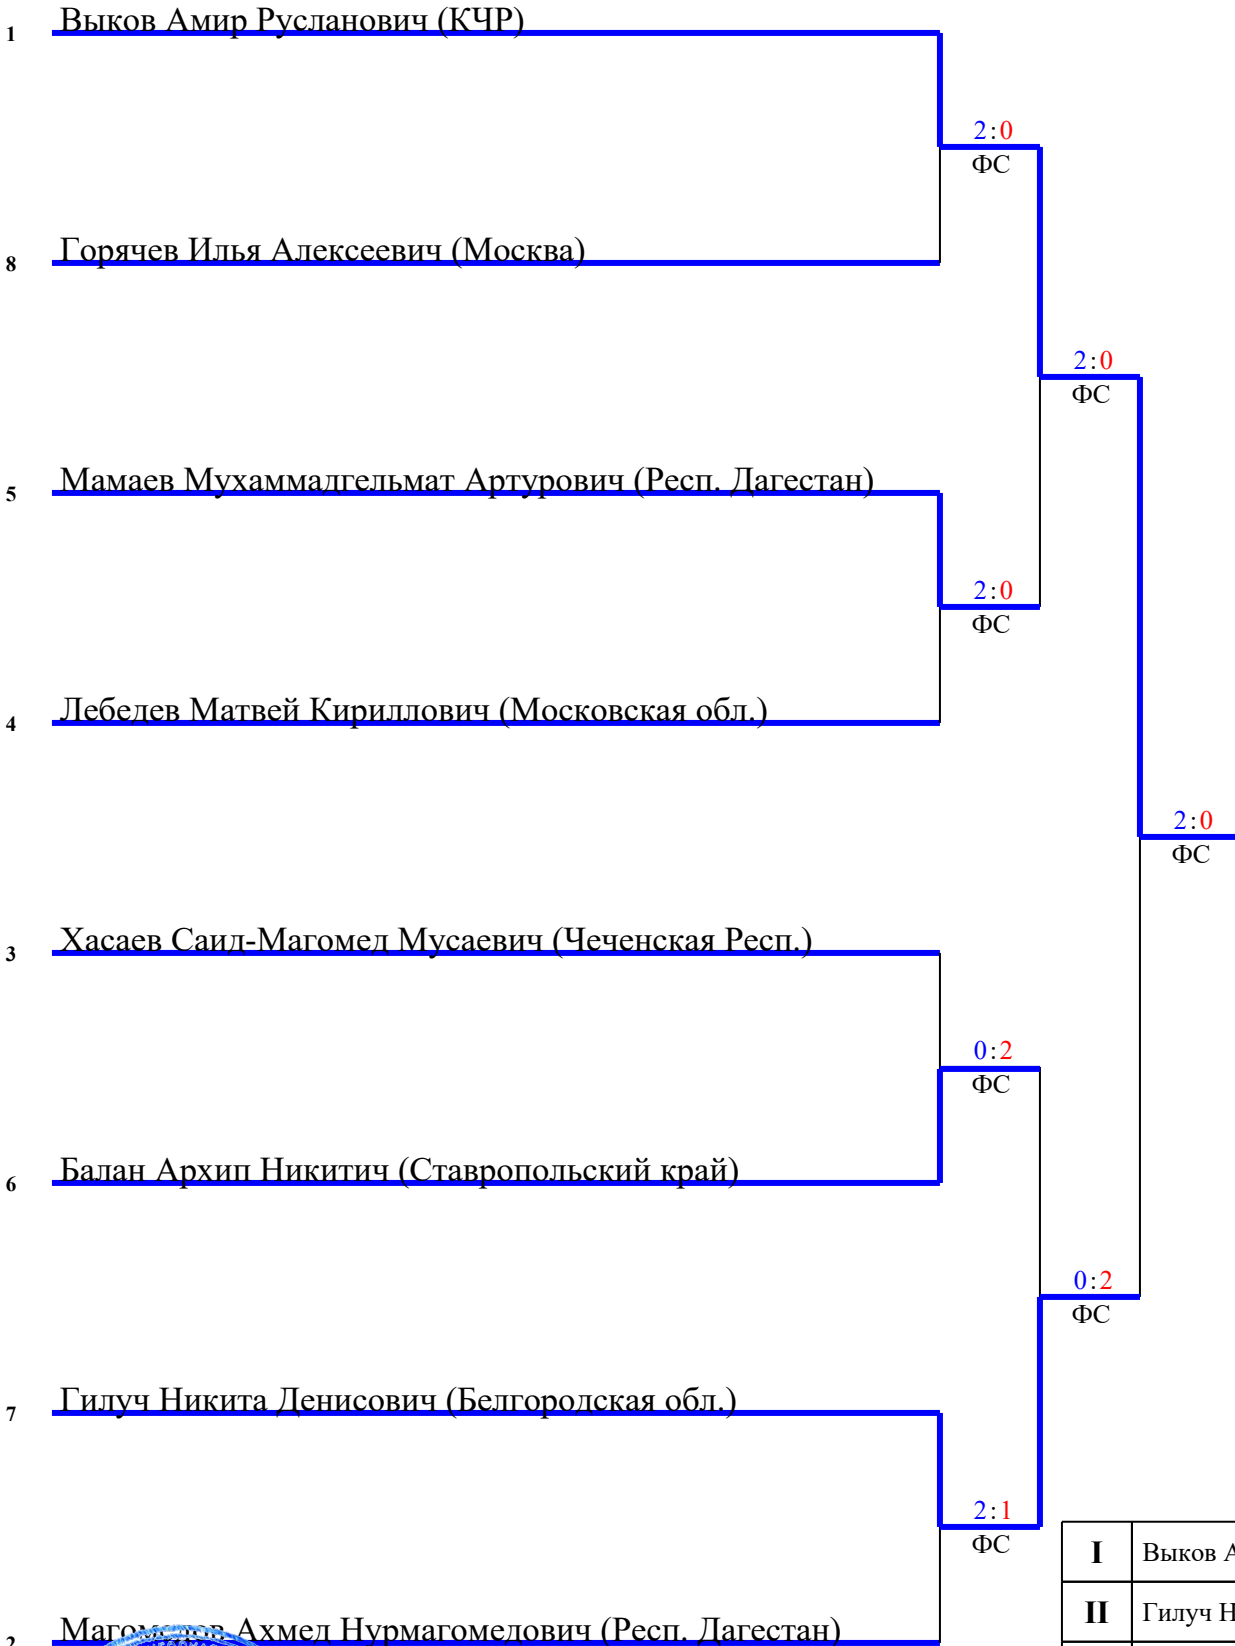 1 Выков Амир Русланович (КЧР)
2:0
ФС
8 Горячев Илья Алексеевич (Москва)
2:0
ФС
5 Мамаев Мухаммадгельмат Артурович (Респ. Дагестан)
2:0
ФС
4 Лебедев Матвей Кириллович (Московская обл.)
2:0
ФС
3 Хасаев Саид-Магомед Мусаевич (Чеченская Респ.)
0:2
ФС
6 Балан Архип Никитич (Ставропольский край)
0:2
ФС
7 Гилуч Никита Денисович (Белгородская обл.)
2:1
ФС
I Выков А
II Гилуч Н
2 Ахмед Нурмагомедович (Респ. Дагестан)